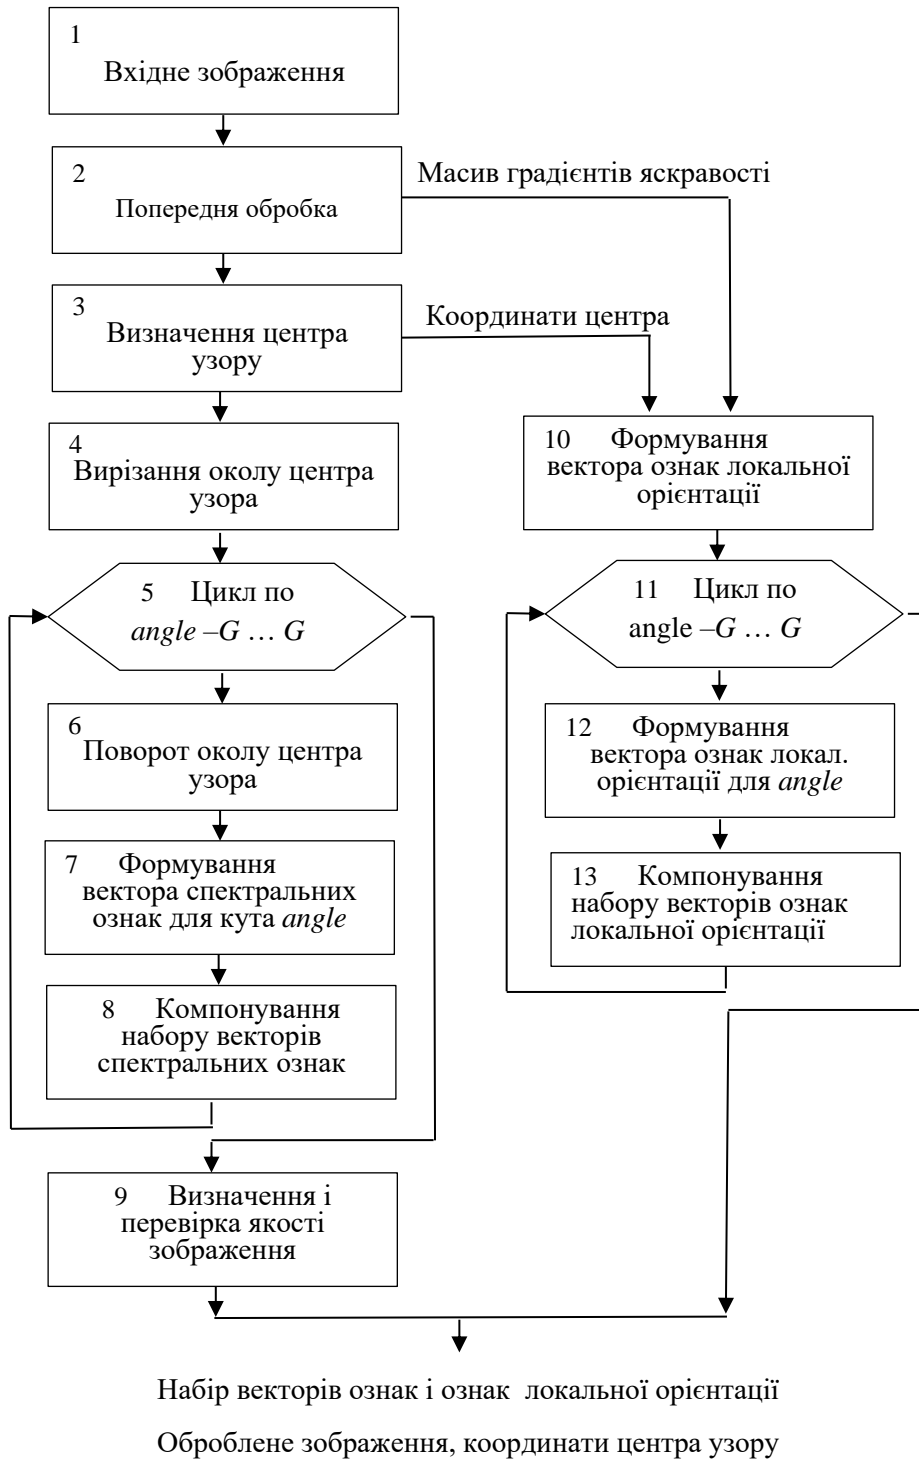 1
Вхідне зображення
2
Попередня обробка
Масив градієнтів яскравості
3
Визначення центра
узору
Координати центра
4
Вирізання околу центра
узора
5 Цикл по
angle –G … G
6
Поворот околу центра
узора
7 Формування
вектора спектральних
ознак для кута angle
8 Компонування
набору векторів
спектральних ознак
9 Визначення і
перевірка якості
зображення
10 Формування
вектора ознак локальної
орієнтації
11 Цикл по
angle –G … G
12 Формування
вектора ознак локал.
орієнтації для angle
13 Компонування
набору векторів ознак
локальної орієнтації
Набір векторів ознак і ознак локальної орієнтації
Оброблене зображення, координати центра узору